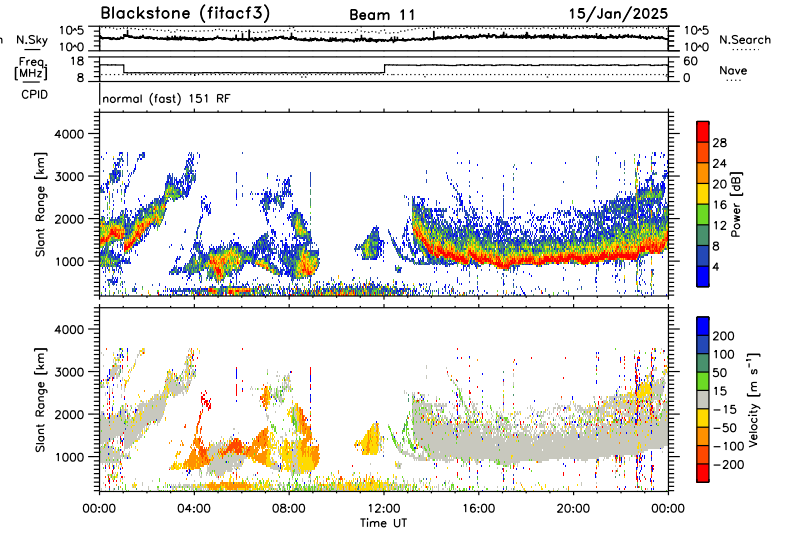 Blackstone (fitacf3) Beam 11 15/Jan/2025
N.Sky 10^5 10^0 10^5 10^0 N.Search
Freq. [MHz] 18 8 60 0 Nave
CPID normal (fast) 151 RF
Slant Range [km] 4000 3000 2000 1000
Power [dB] 28 24 20 16 12 8 4
Slant Range [km] 4000 3000 2000 1000
Velocity [m s⁻¹] 200 100 50 15 −15 −50 −100 −200
00:00 04:00 08:00 12:00 16:00 20:00 00:00
Time UT